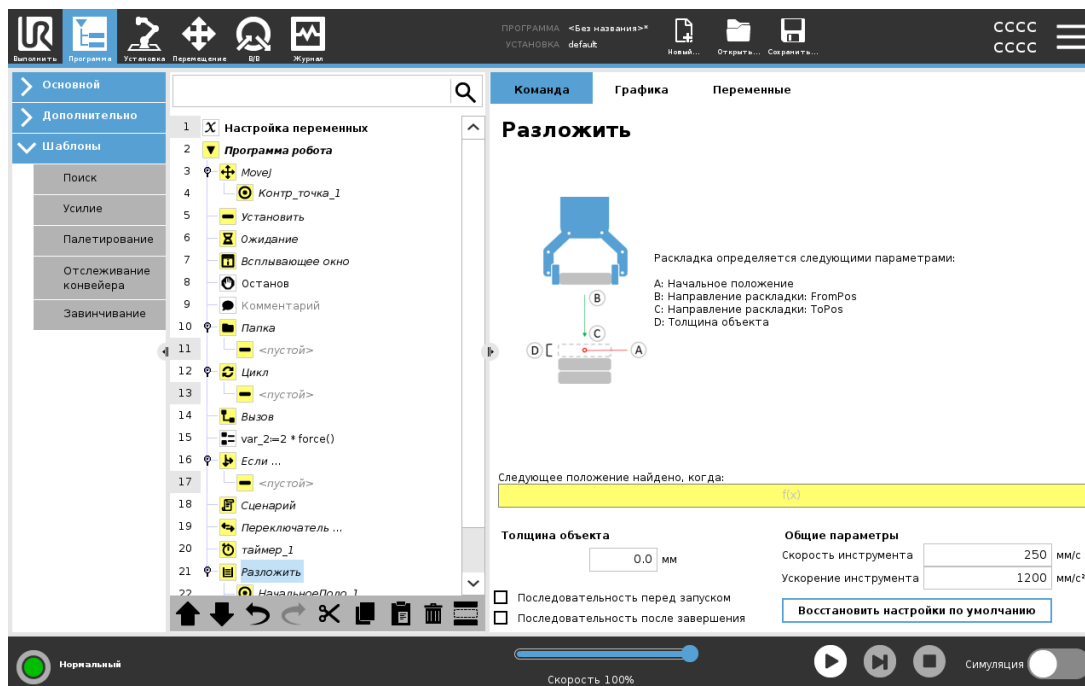 UR
Выполнить
Программа
Установка
Перемещение
В/В
Журнал
ПРОГРАММА <Без названия>*
УСТАНОВКА default
Новый...
Открыть...
Сохранить...
CCCC
CCCC
Основной
Дополнительно
Шаблоны
Поиск
Усилие
Палетирование
Отслеживание
конвейера
Завинчивание
1 X Настройка переменных
2 Программа робота
3 MoveJ
4 Контр_точка_1
5 Установить
6 Ожидание
7 Всплывающее окно
8 Останов
9 Комментарий
10 Папка
11 <пустой>
12 Цикл
13 <пустой>
14 Вызов
15 var_2:=2 * force()
16 Если ...
17 <пустой>
18 Сценарий
19 Переключатель ...
20 таймер_1
21 Разложить
22 НачальноеПоло_1
Команда
Графика
Переменные
Разложить
B
C
D
A
Раскладка определяется следующими параметрами:
A: Начальное положение
B: Направление раскладки: FromPos
C: Направление раскладки: ToPos
D: Толщина объекта
Следующее положение найдено, когда:
f(x)
Толщина объекта
0.0 мм
Последовательность перед запуском
Последовательность после завершения
Общие параметры
Скорость инструмента 250 мм/с
Ускорение инструмента 1200 мм/с²
Восстановить настройки по умолчанию
Нормальный
Скорость 100%
Симуляция